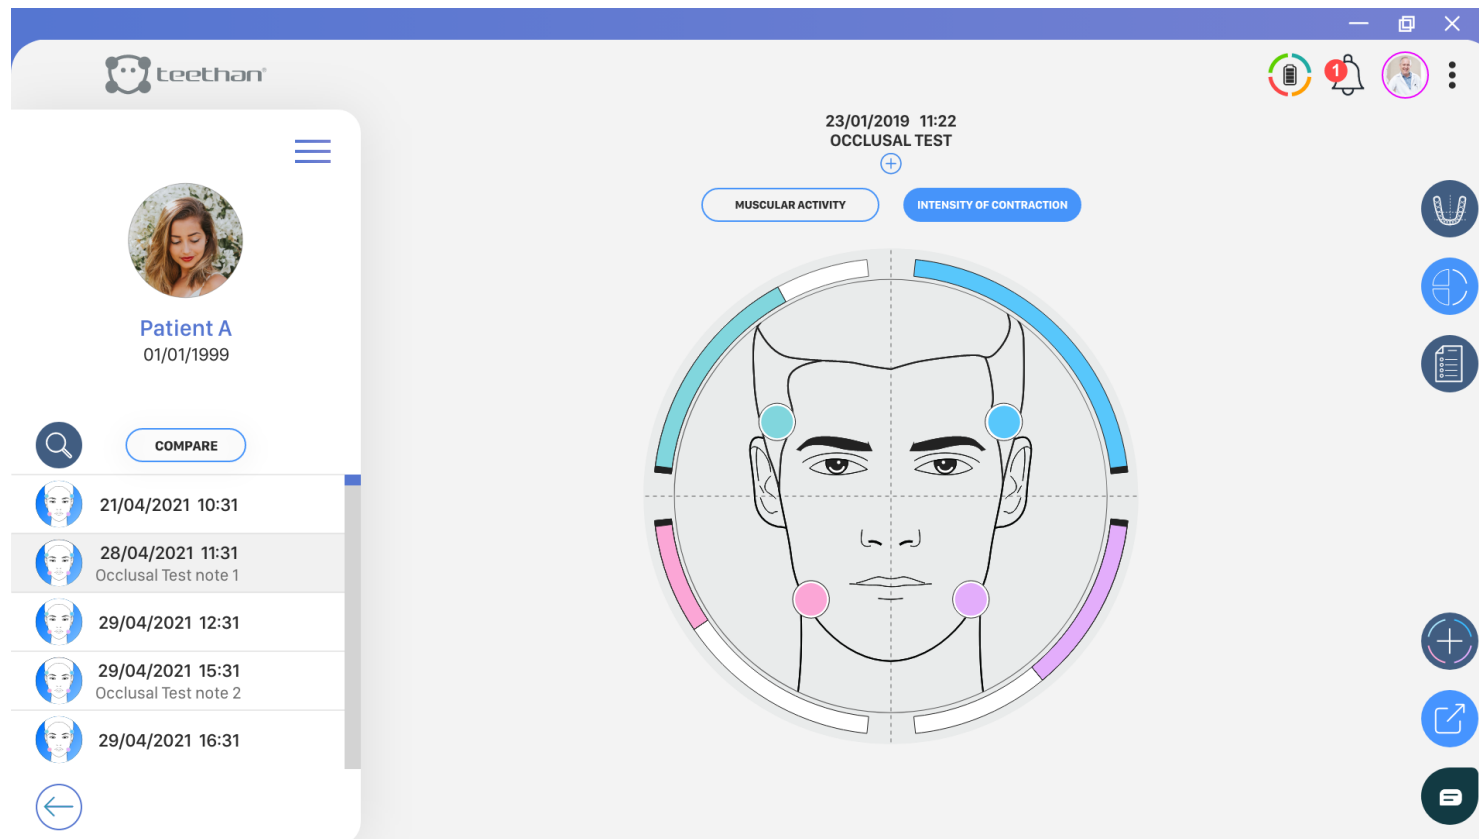 teethan®
1
23/01/2019 11:22
OCCLUSAL TEST
MUSCULAR ACTIVITY
INTENSITY OF CONTRACTION
Patient A
01/01/1999
COMPARE
21/04/2021 10:31
28/04/2021 11:31
Occlusal Test note 1
29/04/2021 12:31
29/04/2021 15:31
Occlusal Test note 2
29/04/2021 16:31